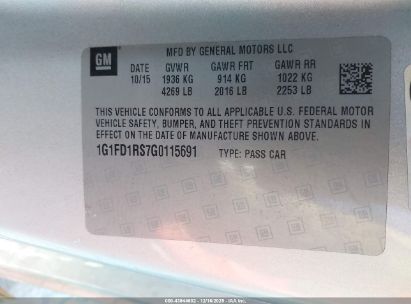 GM
MFD BY GENERAL MOTORS LLC
DATE GVWR GAWR FRT GAWR RR
10/15 1936 KG 914 KG 1022 KG
4269 LB 2016 LB 2253 LB
THIS VEHICLE CONFORMS TO ALL APPLICABLE U.S. FEDERAL MOTOR
VEHICLE SAFETY, BUMPER, AND THEFT PREVENTION STANDARDS IN
EFFECT ON THE DATE OF MANUFACTURE SHOWN ABOVE.
1G1FD1RS7G0115691 TYPE: PASS CAR